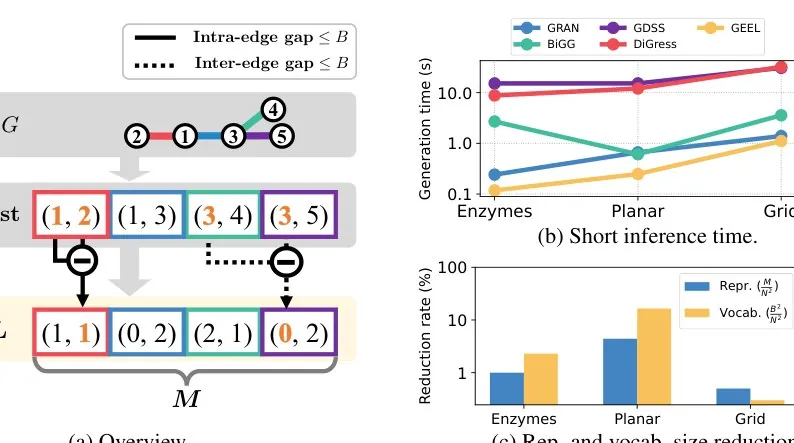 Intra-edge gap ≤ B
Inter-edge gap ≤ B
G
2 1 3 4 5
st
(1, 2) (1, 3) (3, 4) (3, 5)
L
(1, 1) (0, 2) (2, 1) (0, 2)
M
(a) Overview
GRAN GDSS GEEL
BiGG DiGress
Generation time (s)
10.0
1.0
0.1
Enzymes Planar Grid
(b) Short inference time.
Reduction rate (%)
100
10
1
Repr. (M/N²)
Vocab. (B²/N²)
Enzymes Planar Grid
(c) Rep. and vocab. size reduction